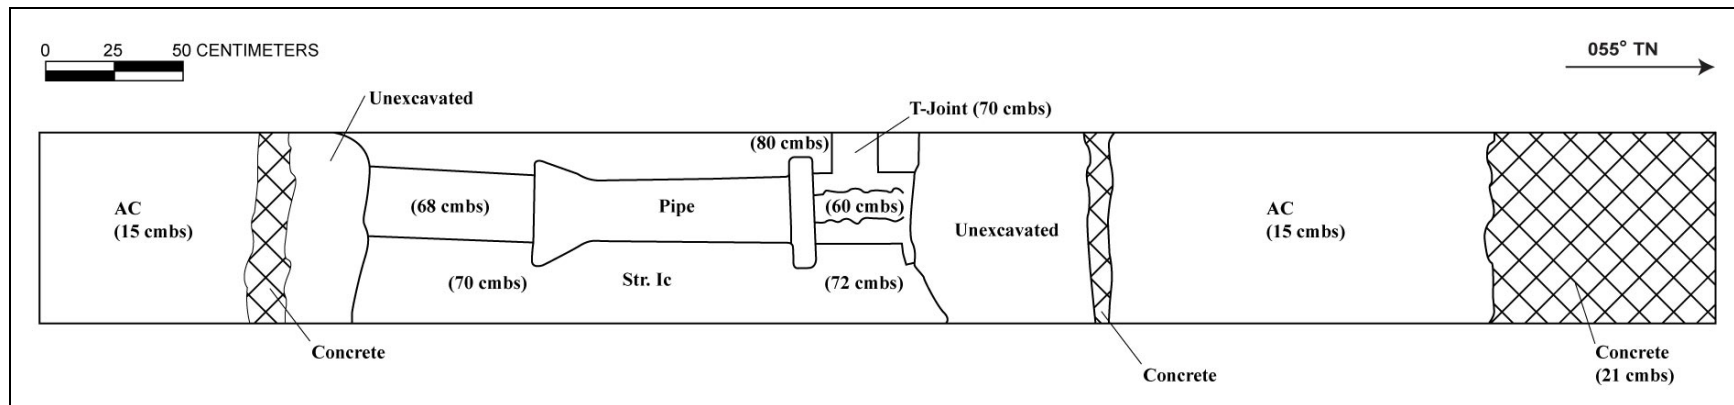 0 25 50 CENTIMETERS
055° TN
Unexcavated
T-Joint (70 cmbs)
(80 cmbs)
AC
(15 cmbs)
(68 cmbs)
Pipe
(60 cmbs)
Unexcavated
AC
(15 cmbs)
(70 cmbs)
Str. Ic
(72 cmbs)
Concrete
Concrete
Concrete
(21 cmbs)